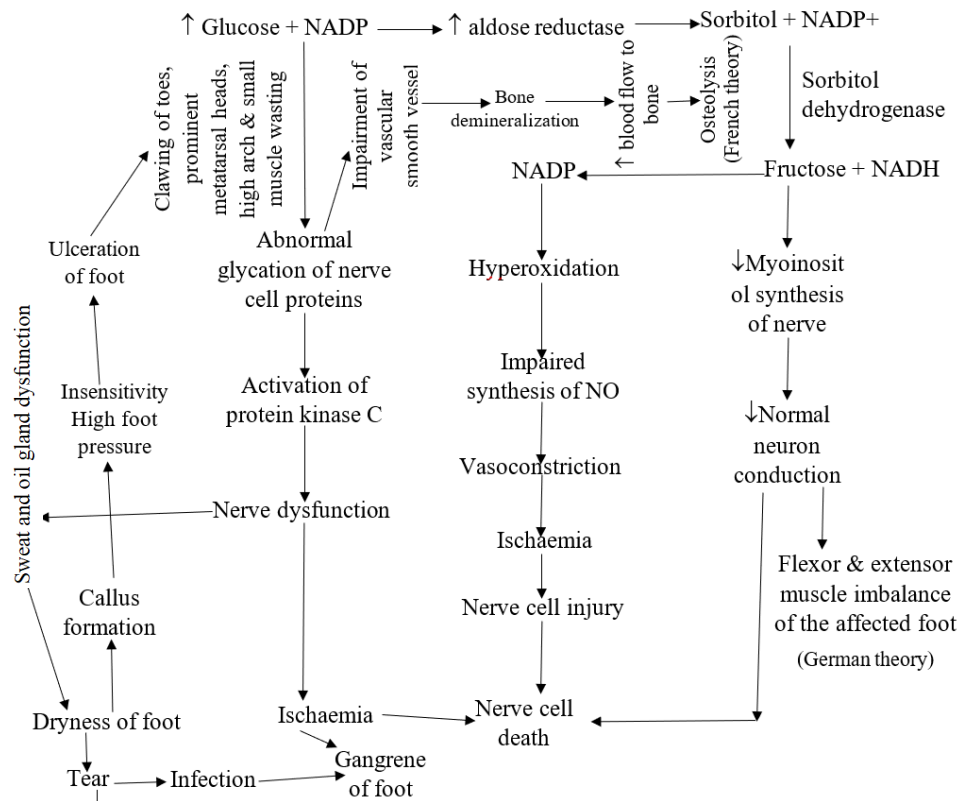 ↑ Glucose + NADP
↑ aldose reductase
Sorbitol + NADP+
Clawing of toes,
prominent
metatarsal heads,
high arch & small
muscle wasting
Impairment of
vascular
smooth vessel
Bone
demineralization
↑ blood flow to
bone
Osteolysis
(French theory)
Sorbitol
dehydrogenase
NADP
Fructose + NADH
Ulceration
of foot
Abnormal
glycation of nerve
cell proteins
Hyperoxidation
↓Myoinosit
ol synthesis
of nerve
Sweat and oil gland dysfunction
Insensitivity
High foot
pressure
Activation of
protein kinase C
Impaired
synthesis of NO
↓Normal
neuron
conduction
Vasoconstriction
Nerve dysfunction
Ischaemia
Flexor & extensor
muscle imbalance
of the affected foot
(German theory)
Callus
formation
Nerve cell injury
Dryness of foot
Ischaemia
Nerve cell
death
Tear
Infection
Gangrene
of foot